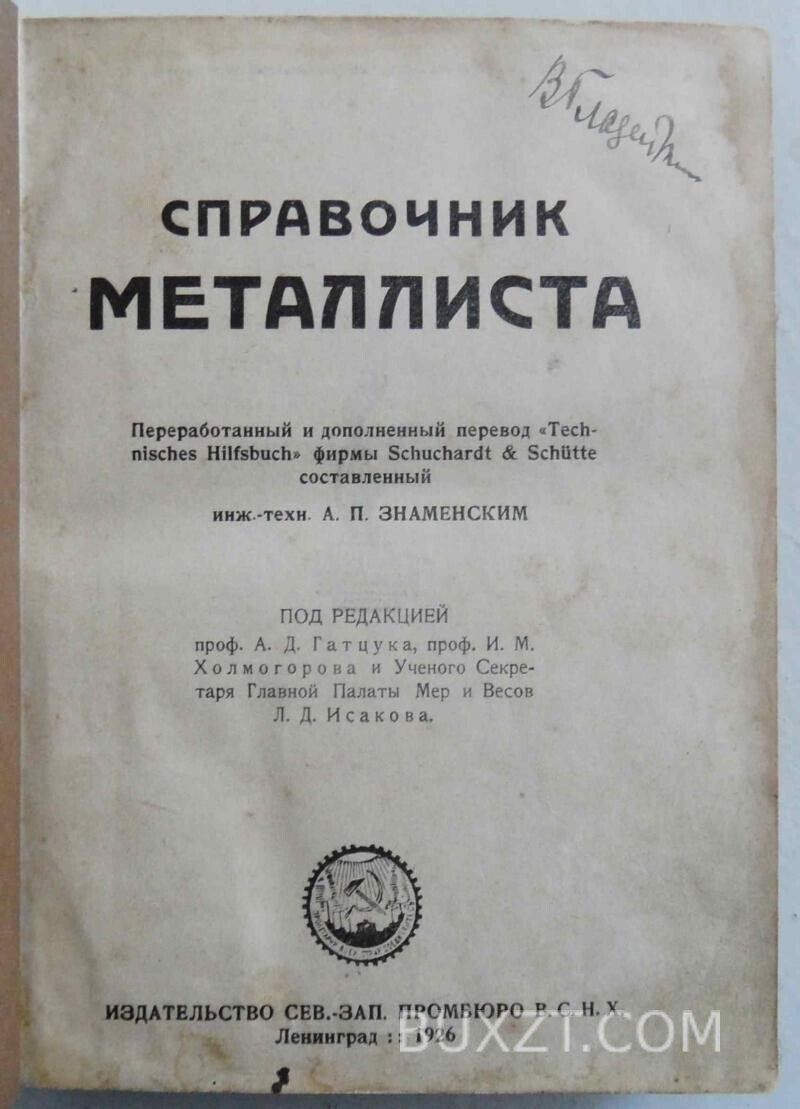 СПРАВОЧНИК
МЕТАЛЛИСТА
Переработанный и дополненный перевод «Tech-
nisches Hilfsbuch» фирмы Schuchardt & Schütte
составленный
инж.-техн. А. П. ЗНАМЕНСКИМ
ПОД РЕДАКЦИЕЙ
проф. А. Д. Гатцука, проф. И. М.
Холмогорова и Ученого Секре-
таря Главной Палаты Мер и Весов
Л. Д. Исакова.
ИЗДАТЕЛЬСТВО СЕВ.-ЗАП. ПРОМБЮРО В. С. Н. Х.
Ленинград :: 1926
BJXZT.COM